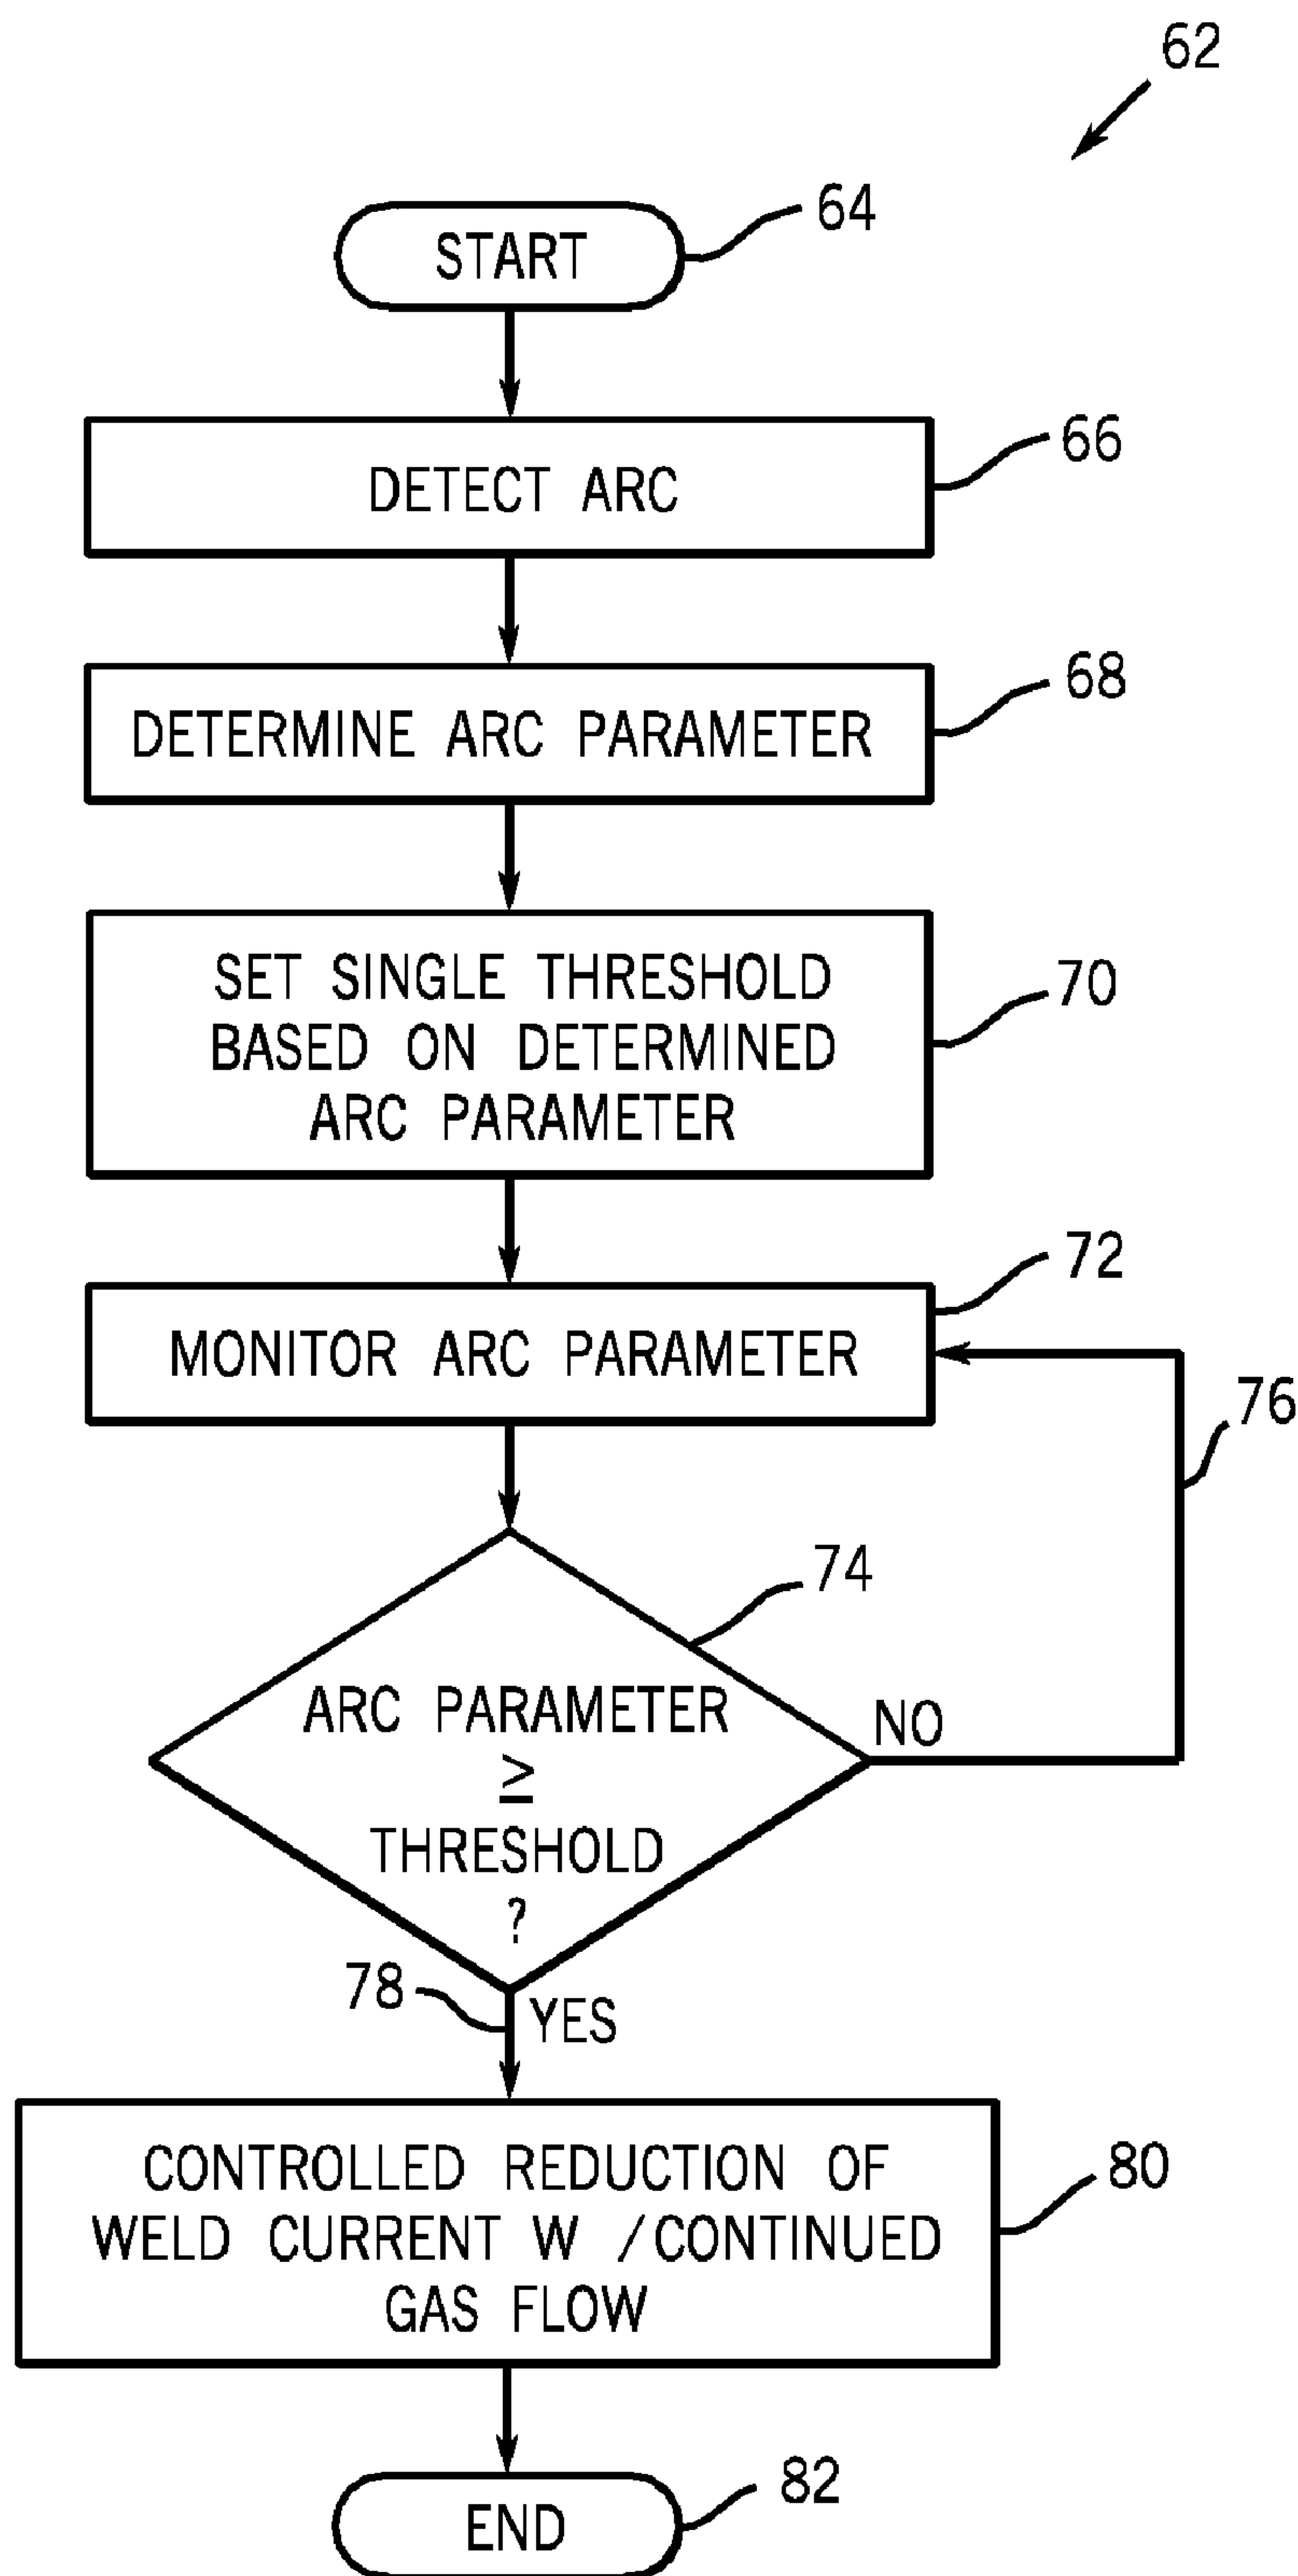 62
START
64
DETECT ARC
66
DETERMINE ARC PARAMETER
68
SET SINGLE THRESHOLD
BASED ON DETERMINED
ARC PARAMETER
70
MONITOR ARC PARAMETER
72
76
74
ARC PARAMETER
≥
THRESHOLD
?
NO
78
YES
CONTROLLED REDUCTION OF
WELD CURRENT W /CONTINUED
GAS FLOW
80
END
82